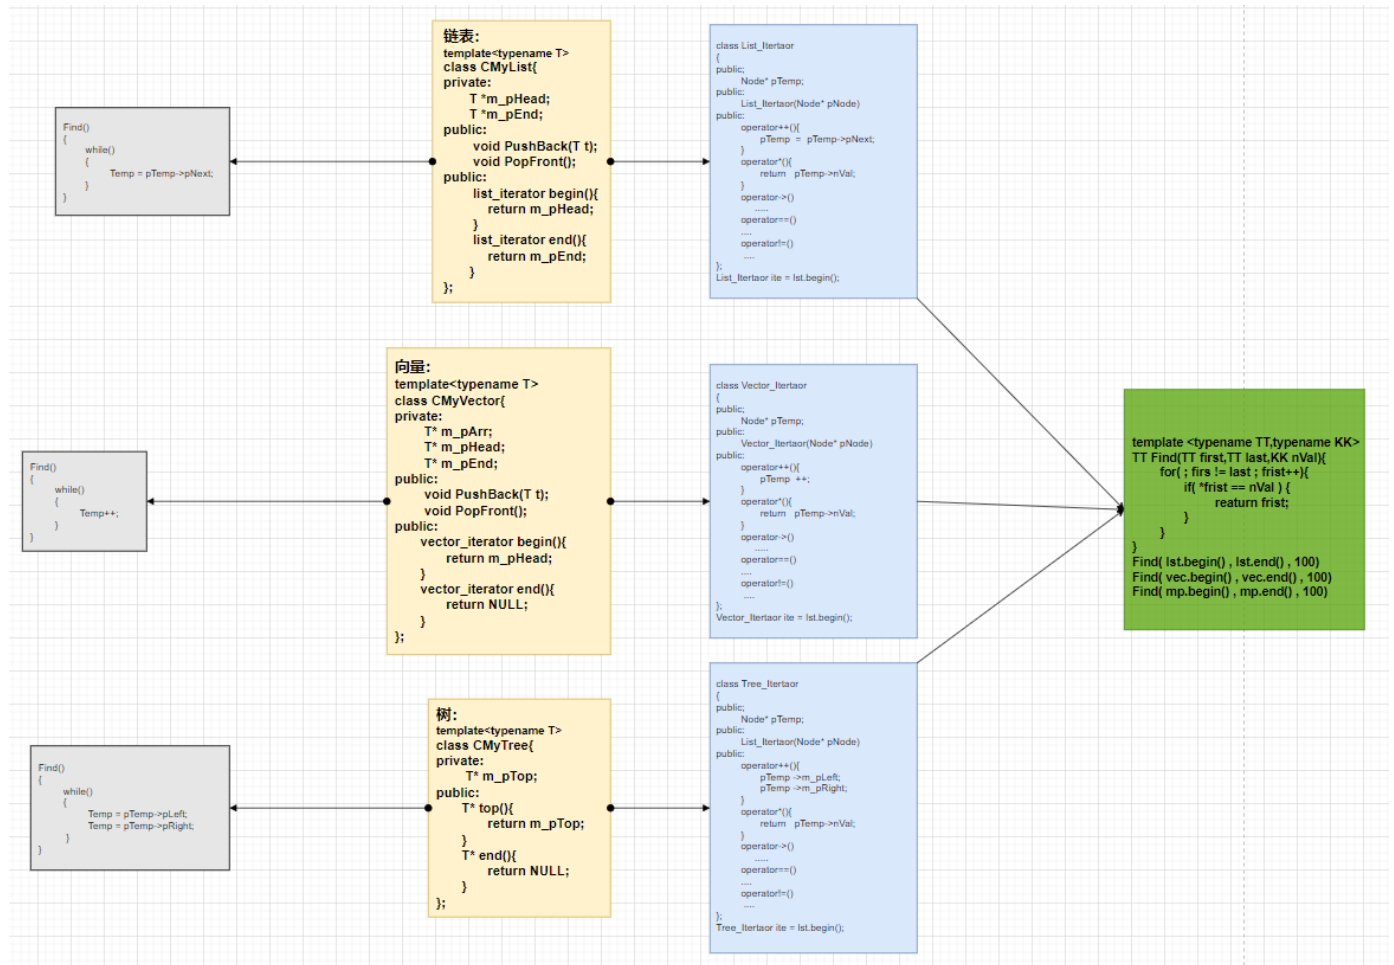 Find()
{
while()
{
Temp = pTemp->pNext;
}
}
链表:
template<typename T>
class CMyList{
private:
T *m_pHead;
T *m_pEnd;
public:
void PushBack(T t);
void PopFront();
public:
list_iterator begin(){
return m_pHead;
}
list_iterator end(){
return m_pEnd;
}
};
class List_Itertaor
{
public;
Node* pTemp;
public:
List_Itertaor(Node* pNode)
public:
operator++(){
pTemp = pTemp->pNext;
}
operator*(){
return pTemp->nVal;
}
operator->()
.....
operator==()
....
operator!=()
....
};
List_Itertaor ite = lst.begin();
Find()
{
while()
{
Temp++;
}
}
向量:
template<typename T>
class CMyVector{
private:
T* m_pArr;
T* m_pHead;
T* m_pEnd;
public:
void PushBack(T t);
void PopFront();
public:
vector_iterator begin(){
return m_pHead;
}
vector_iterator end(){
return NULL;
}
};
class Vector_Itertaor
{
public;
Node* pTemp;
public:
Vector_Itertaor(Node* pNode)
public:
operator++(){
pTemp ++;
}
operator*(){
return pTemp->nVal;
}
operator->()
.....
operator==()
....
operator!=()
....
};
Vector_Itertaor ite = lst.begin();
Find()
{
while()
{
Temp = pTemp->pLeft;
Temp = pTemp->pRight;
}
}
树:
template<typename T>
class CMyTree{
private:
T* m_pTop;
public:
T* top(){
return m_pTop;
}
T* end(){
return NULL;
}
};
class Tree_Itertaor
{
public;
Node* pTemp;
public:
List_Itertaor(Node* pNode)
public:
operator++(){
pTemp ->m_pLeft;
pTemp ->m_pRight;
}
operator*(){
return pTemp->nVal;
}
operator->()
.....
operator==()
....
operator!=()
....
};
Tree_Itertaor ite = lst.begin();
template <typename TT,typename KK>
TT Find(TT first,TT last,KK nVal){
for( ; firs != last ; frist++){
if( *frist == nVal ) {
reaturn frist;
}
}
}
Find( lst.begin() , lst.end() , 100)
Find( vec.begin() , vec.end() , 100)
Find( mp.begin() , mp.end() , 100)